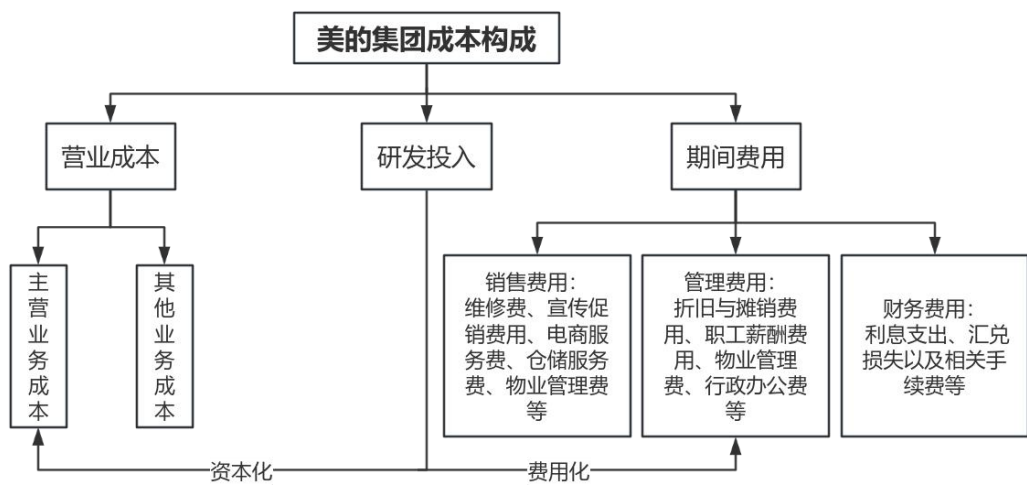 美的集团成本构成
营业成本
研发投入
期间费用
主营业务成本
其他业务成本
销售费用：
维修费、宣传促
销费用、电商服
务费、仓储服务
费、物业管理费
等
管理费用：
折旧与摊销费
用、职工薪酬费
用、物业管理
费、行政办公费
等
财务费用：
利息支出、汇兑
损失以及相关手
续费等
资本化
费用化